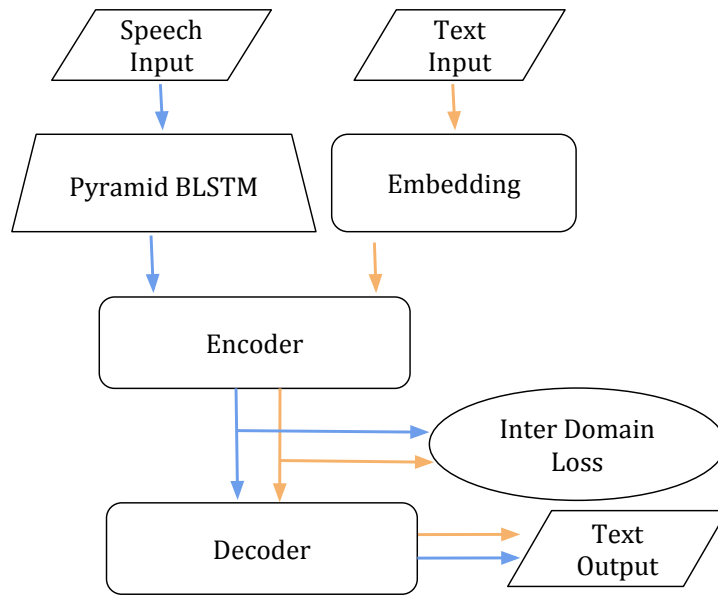 Speech
Input
Text
Input
Pyramid BLSTM
Embedding
Encoder
Inter Domain
Loss
Decoder
Text
Output